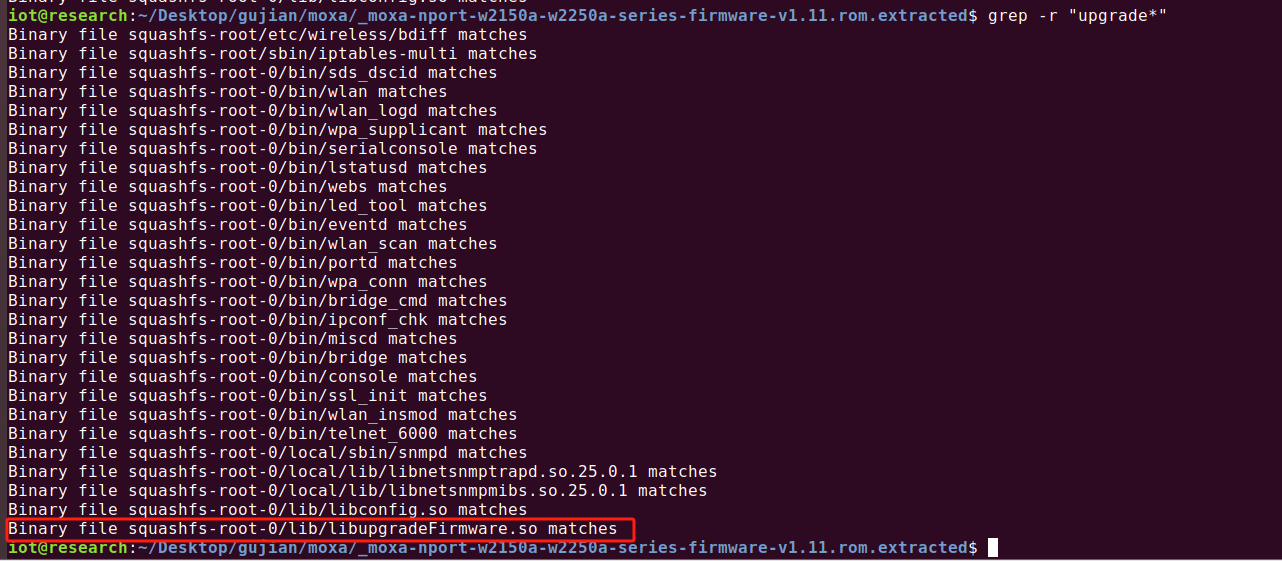 iot@research:~/Desktop/gujian/moxa/_moxa-nport-w2150a-w2250a-series-firmware-v1.11.rom.extracted$ grep -r "upgrade*"
Binary file squashfs-root/etc/wireless/bdiff matches
Binary file squashfs-root/sbin/iptables-multi matches
Binary file squashfs-root-0/bin/sds_dscid matches
Binary file squashfs-root-0/bin/wlan matches
Binary file squashfs-root-0/bin/wlan_logd matches
Binary file squashfs-root-0/bin/wpa_supplicant matches
Binary file squashfs-root-0/bin/serialconsole matches
Binary file squashfs-root-0/bin/lstatusd matches
Binary file squashfs-root-0/bin/webs matches
Binary file squashfs-root-0/bin/led_tool matches
Binary file squashfs-root-0/bin/eventd matches
Binary file squashfs-root-0/bin/wlan_scan matches
Binary file squashfs-root-0/bin/portd matches
Binary file squashfs-root-0/bin/wpa_conn matches
Binary file squashfs-root-0/bin/bridge_cmd matches
Binary file squashfs-root-0/bin/ipconf_chk matches
Binary file squashfs-root-0/bin/miscd matches
Binary file squashfs-root-0/bin/bridge matches
Binary file squashfs-root-0/bin/console matches
Binary file squashfs-root-0/bin/ssl_init matches
Binary file squashfs-root-0/bin/wlan_insmod matches
Binary file squashfs-root-0/bin/telnet_6000 matches
Binary file squashfs-root-0/local/sbin/snmpd matches
Binary file squashfs-root-0/local/lib/libnetsnmptrapd.so.25.0.1 matches
Binary file squashfs-root-0/local/lib/libnetsnmpmibs.so.25.0.1 matches
Binary file squashfs-root-0/lib/libconfig.so matches
Binary file squashfs-root-0/lib/libupgradeFirmware.so matches
iot@research:~/Desktop/gujian/moxa/_moxa-nport-w2150a-w2250a-series-firmware-v1.11.rom.extracted$